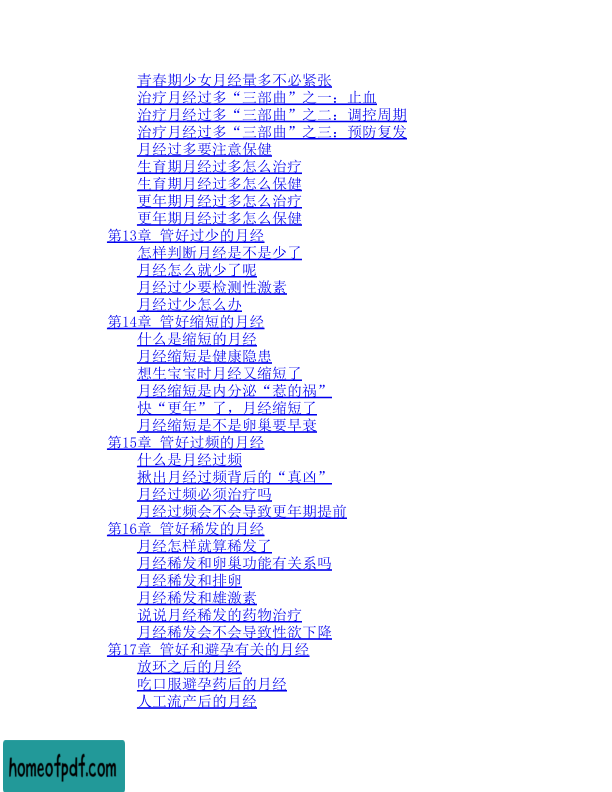 青春期少女月经量多不必紧张
治疗月经过多“三部曲”之一：止血
治疗月经过多“三部曲”之二：调控周期
治疗月经过多“三部曲”之三：预防复发
月经过多要注意保健
生育期月经过多怎么治疗
生育期月经过多怎么保健
更年期月经过多怎么治疗
更年期月经过多怎么保健
第13章 管好过少的月经
怎样判断月经是不是少了
月经怎么就少了呢
月经过少要检测性激素
月经过少怎么办
第14章 管好缩短的月经
什么是缩短的月经
月经缩短是健康隐患
想生宝宝时月经又缩短了
月经缩短是内分泌“惹的祸”
快“更年”了，月经缩短了
月经缩短是不是卵巢要早衰
第15章 管好过频的月经
什么是月经过频
揪出月经过频背后的“真凶”
月经过频必须治疗吗
月经过频会不会导致更年期提前
第16章 管好稀发的月经
月经怎样就算稀发了
月经稀发和卵巢功能有关系吗
月经稀发和排卵
月经稀发和雄激素
说说月经稀发的药物治疗
月经稀发会不会导致性欲下降
第17章 管好和避孕有关的月经
放环之后的月经
吃口服避孕药后的月经
人工流产后的月经
homeofpdf.com